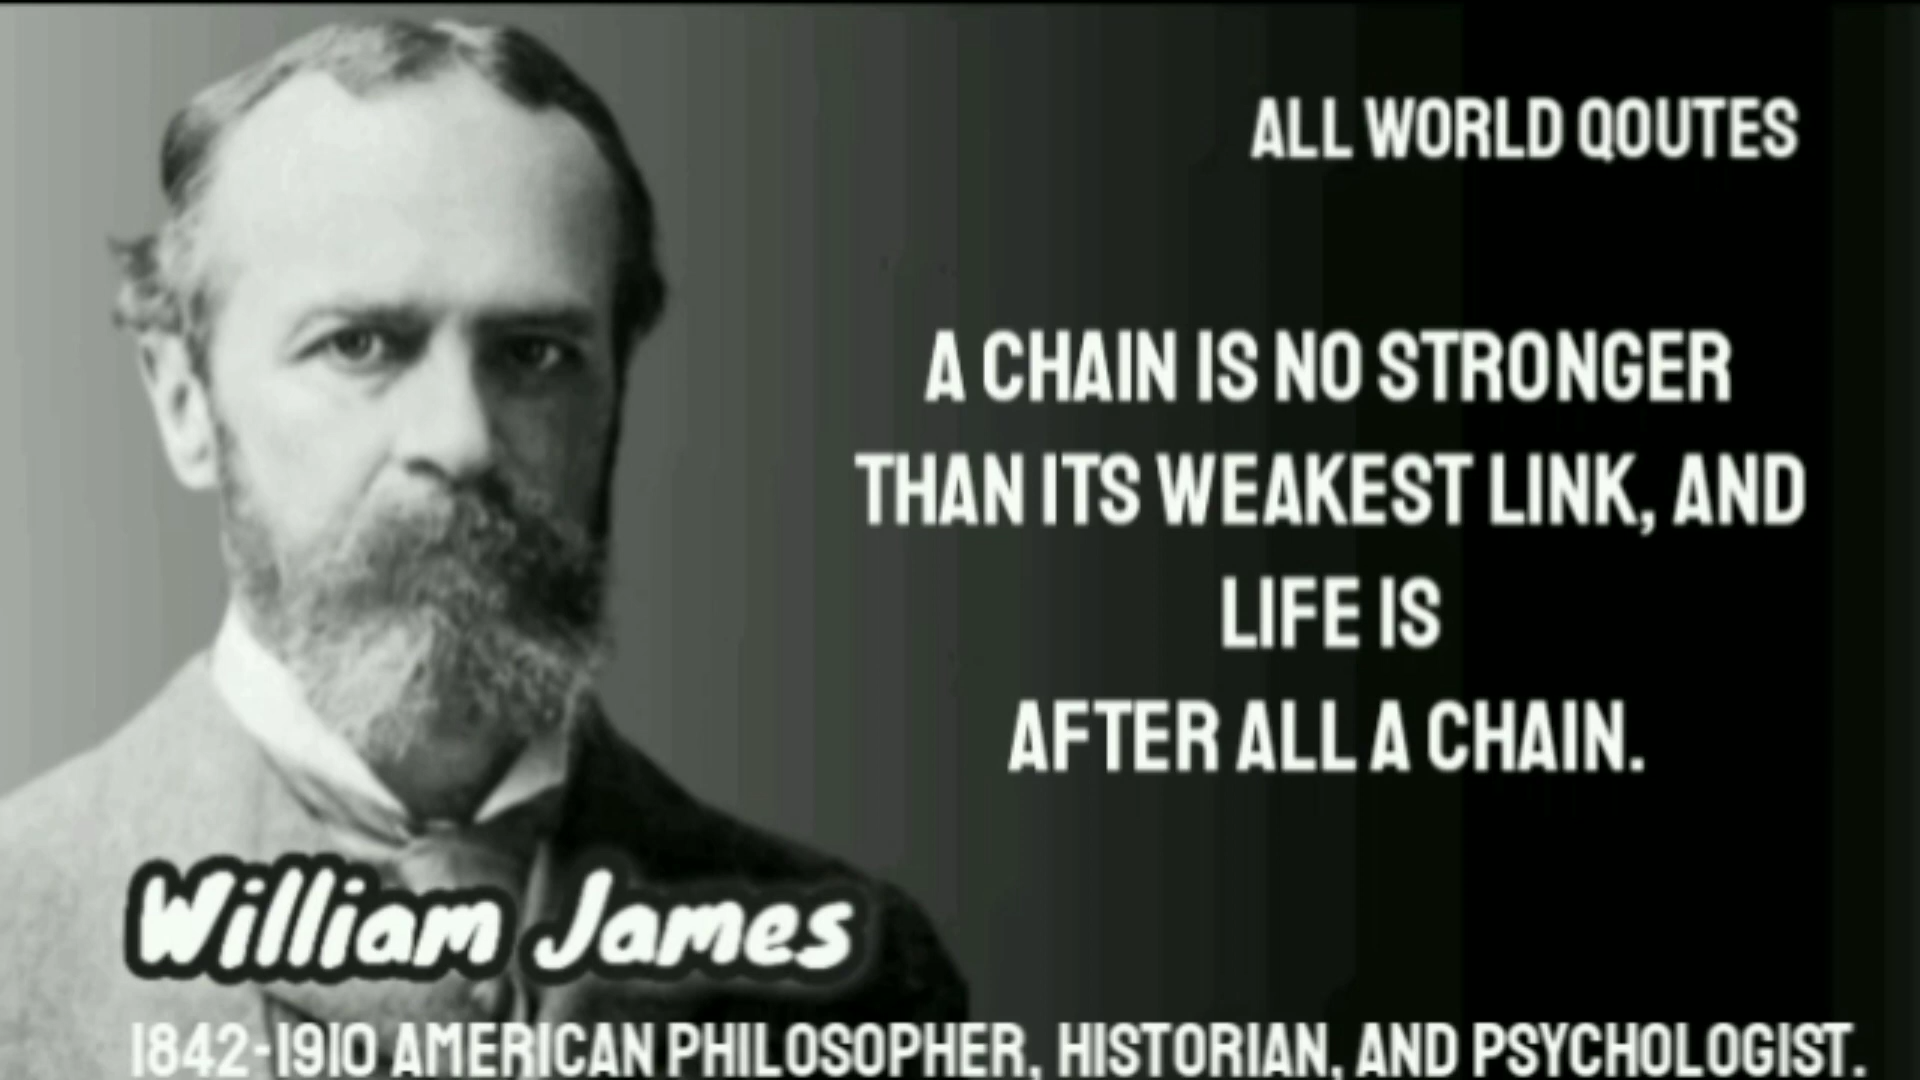 ALL WORLD QOUTES
A CHAIN IS NO STRONGER
THAN ITS WEAKEST LINK, AND
LIFE IS
AFTER ALL A CHAIN.
William James
1842-1910 AMERICAN PHILOSOPHER, HISTORIAN, AND PSYCHOLOGIST.